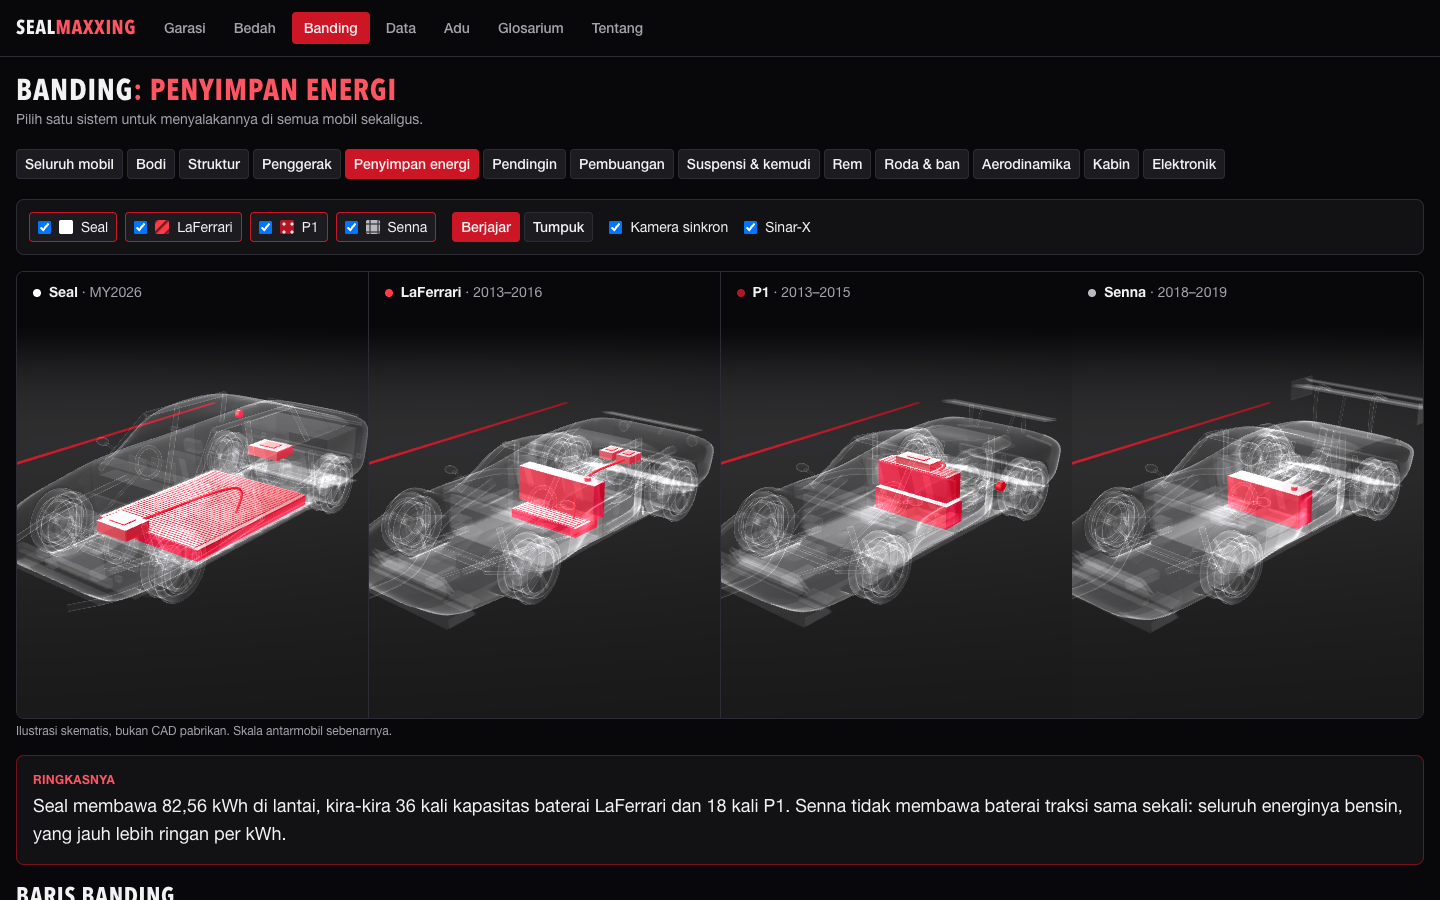 SEALMAXXING Garasi Bedah Banding Data Adu Glosarium Tentang
BANDING: PENYIMPAN ENERGI
Pilih satu sistem untuk menyalakannya di semua mobil sekaligus.
Seluruh mobil Bodi Struktur Penggerak Penyimpan energi Pendingin Pembuangan Suspensi & kemudi Rem Roda & ban Aerodinamika Kabin Elektronik
Seal LaFerrari P1 Senna Berjajar Tumpuk Kamera sinkron Sinar-X
Seal · MY2026 LaFerrari · 2013–2016 P1 · 2013–2015 Senna · 2018–2019
Ilustrasi skematis, bukan CAD pabrikan. Skala antarmobil sebenarnya.
RINGKASNYA
Seal membawa 82,56 kWh di lantai, kira-kira 36 kali kapasitas baterai LaFerrari dan 18 kali P1. Senna tidak membawa baterai traksi sama sekali: seluruh energinya bensin,
yang jauh lebih ringan per kWh.
BARIS BANDING